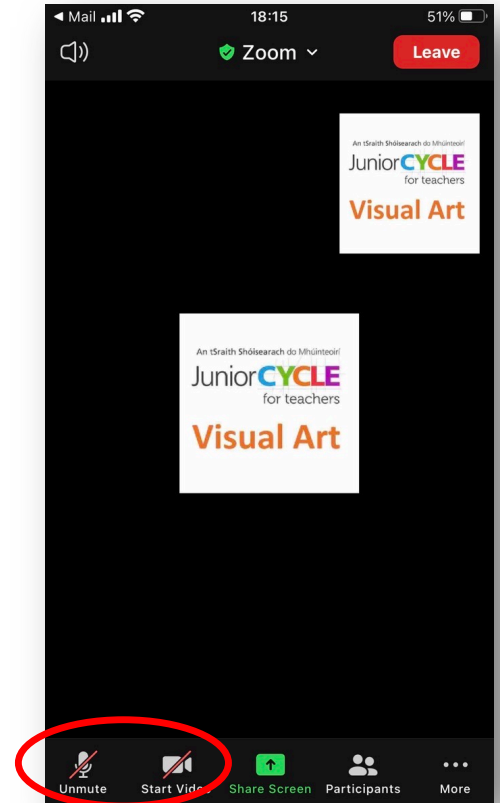 Mail 18:15 51%
Zoom Leave
An tSraith Shóisearach do Mhúinteoirí
JuniorCYCLE
for teachers
Visual Art
An tSraith Shóisearach do Mhúinteoirí
JuniorCYCLE
for teachers
Visual Art
Unmute Start Video Share Screen Participants More